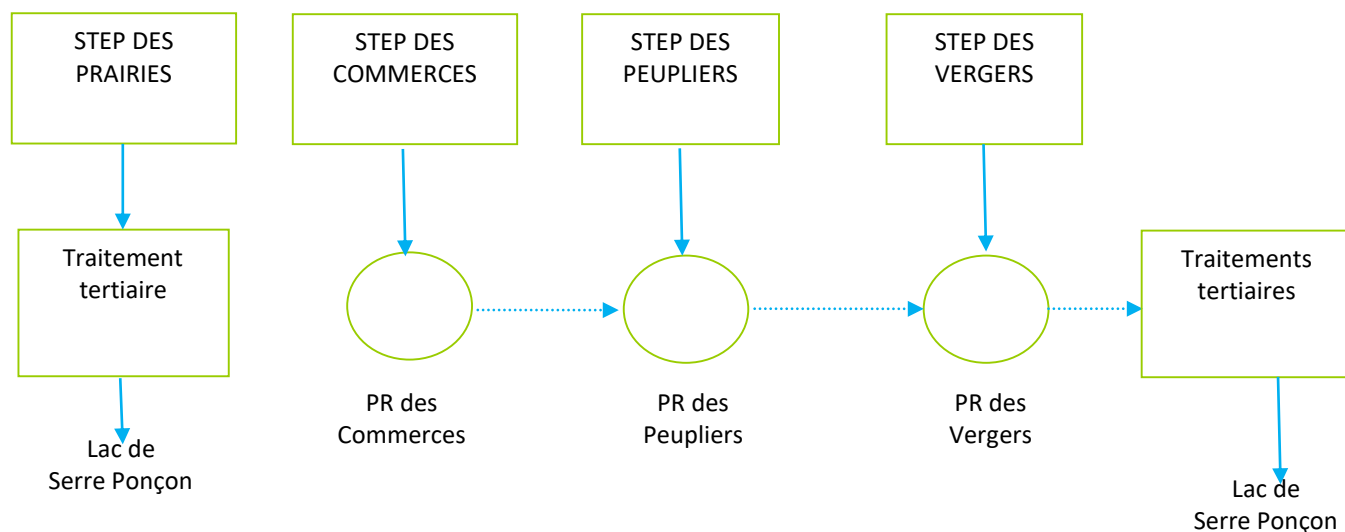 STEP DES
PRAIRIES
STEP DES
COMMERCES
STEP DES
PEUPLIERS
STEP DES
VERGERS
Traitement
tertiaire
Traitements
tertiaires
PR des
Commerces
PR des
Peupliers
PR des
Vergers
Lac de
Serre Ponçon
Lac de
Serre Ponçon